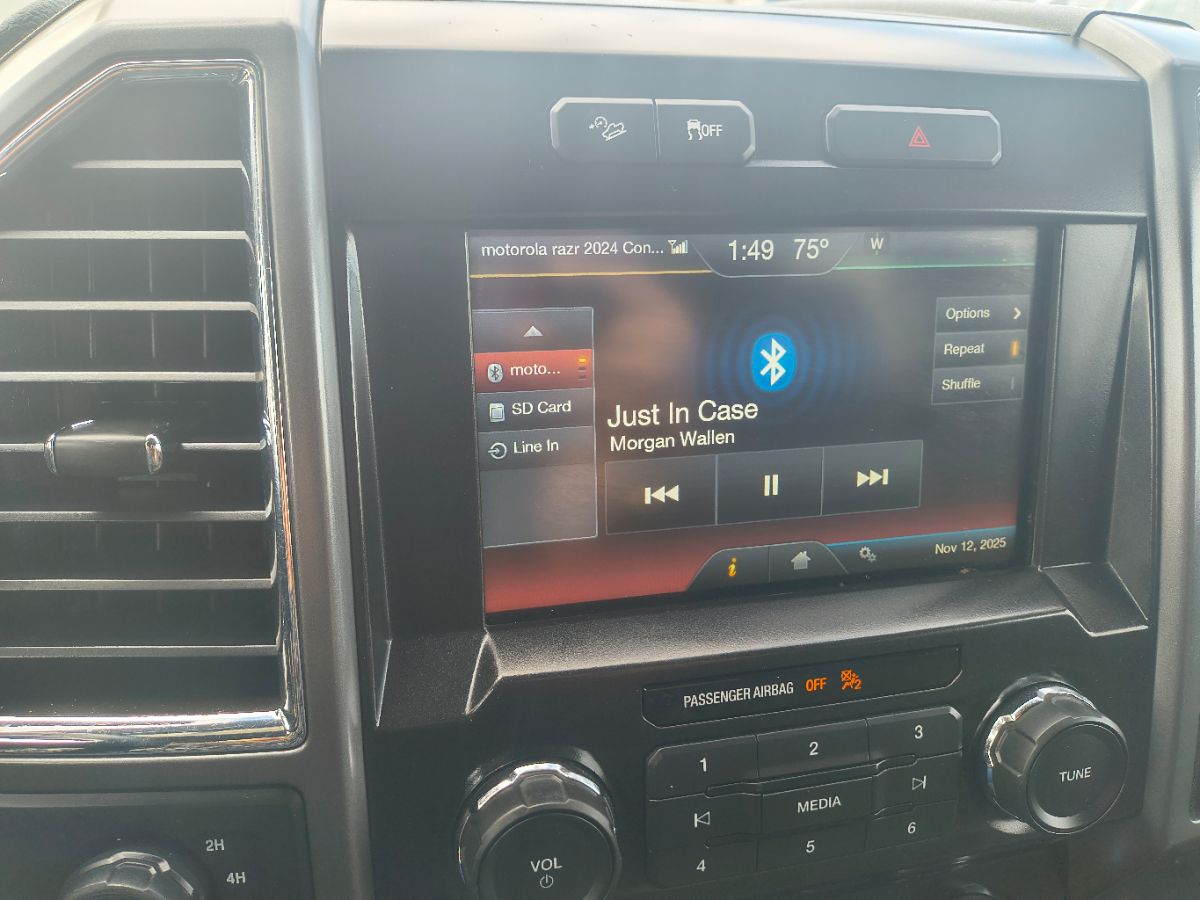 OFF
motorola razr 2024 Con...
1:49 75° W
Options
moto...
Repeat
SD Card
Shuffle
Line In
Just In Case
Morgan Wallen
Nov 12, 2025
PASSENGER AIRBAG OFF 2
1 2 3
MEDIA
4 5 6
TUNE
VOL
2H
4H